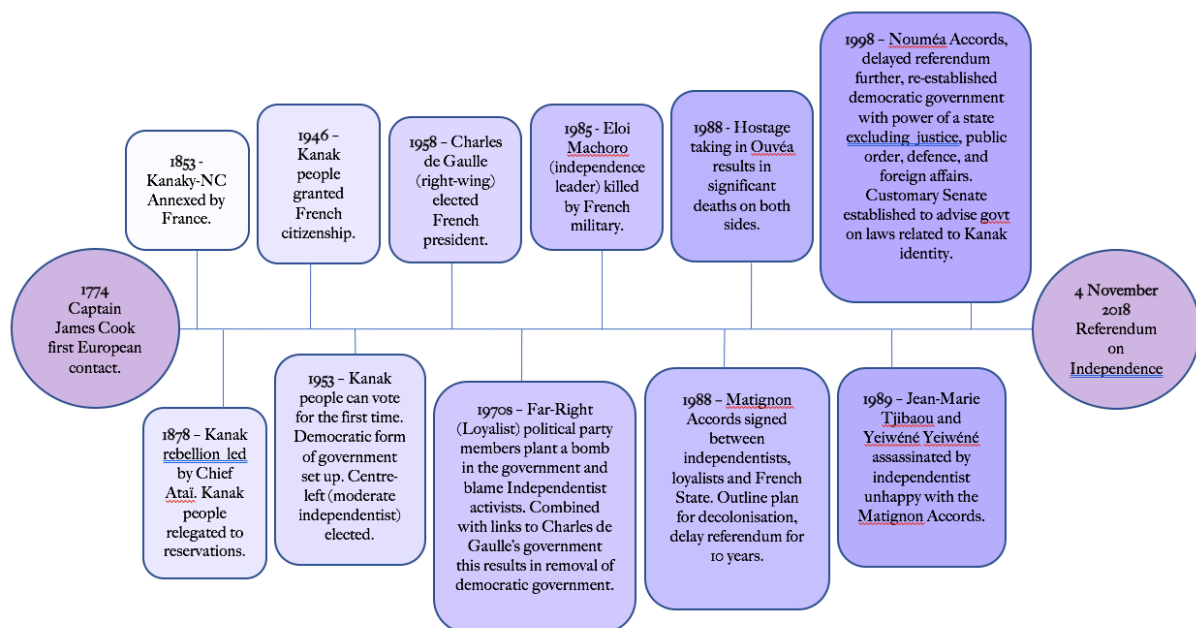 1774
Captain
James Cook
first European
contact.
1853 -
Kanaky-NC
Annexed by
France.
1878 – Kanak
rebellion led
by Chief
Ataï. Kanak
people
relegated to
reservations.
1946 –
Kanak
people
granted
French
citizenship.
1953 – Kanak
people can vote
for the first time.
Democratic form
of government
set up. Centre-
left (moderate
independentist)
elected.
1958 – Charles
de Gaulle
(right-wing)
elected
French
president.
1970s – Far-Right
(Loyalist) political party
members plant a bomb
in the government and
blame Independentist
activists. Combined
with links to Charles de
Gaulle's government
this results in removal of
democratic government.
1985 - Eloi
Machoro
(independence
leader) killed
by French
military.
1988 – Matignon
Accords signed
between
independentists,
loyalists and French
State. Outline plan
for decolonisation,
delay referendum for
10 years.
1988 - Hostage
taking in Ouvéa
results in
significant
deaths on both
sides.
1989 – Jean-Marie
Tjibaou and
Yeiwéné Yeiwéné
assassinated by
independentist
unhappy with the
Matignon Accords.
1998 – Nouméa Accords,
delayed referendum
further, re-established
democratic government
with power of a state
excluding justice, public
order, defence, and
foreign affairs.
Customary Senate
established to advise govt
on laws related to Kanak
identity.
4 November
2018
Referendum
on
Independence